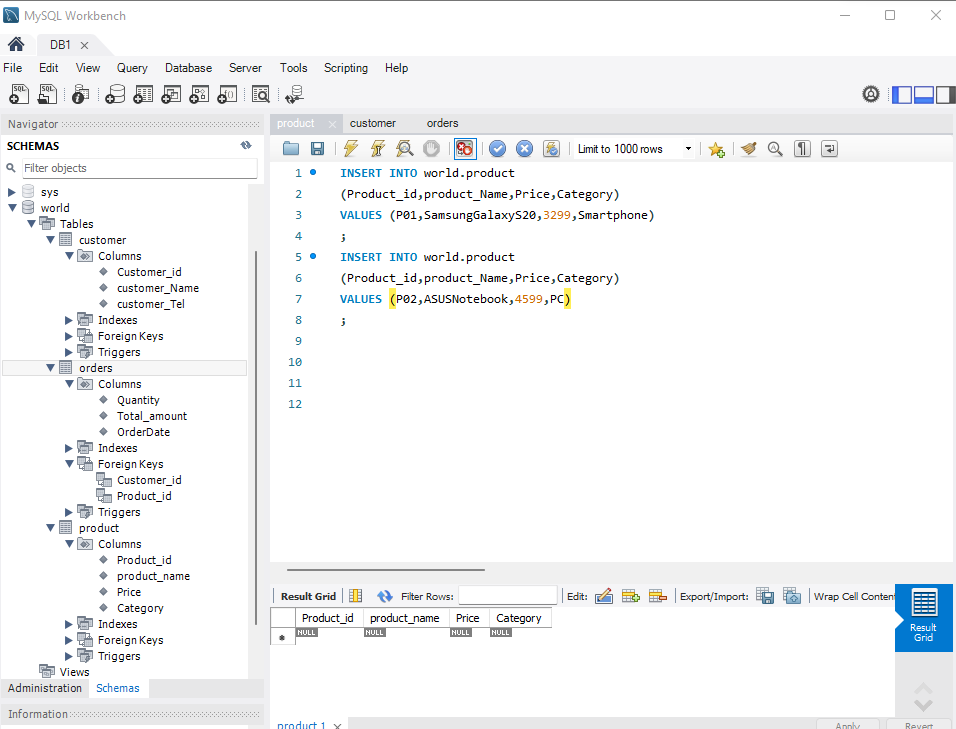 MySQL Workbench
DB1
File Edit View Query Database Server Tools Scripting Help
Navigator
SCHEMAS
Filter objects
sys
world
Tables
customer
Columns
Customer_id
customer_Name
customer_Tel
Indexes
Foreign Keys
Triggers
orders
Columns
Quantity
Total_amount
OrderDate
Indexes
Foreign Keys
Customer_id
Product_id
Triggers
product
Columns
Product_id
product_name
Price
Category
Indexes
Foreign Keys
Triggers
Views
Administration Schemas
Information
product customer orders
Limit to 1000 rows
1 INSERT INTO world.product
2 (Product_id,product_Name,Price,Category)
3 VALUES (P01,SamsungGalaxyS20,3299,Smartphone)
4 ;
5 INSERT INTO world.product
6 (Product_id,product_Name,Price,Category)
7 VALUES (P02,ASUSNotebook,4599,PC)
8 ;
9
10
11
12
Result Grid Filter Rows: Edit: Export/Import: Wrap Cell Content
Product_id product_name Price Category
NULL NULL NULL NULL
Result
Grid
product 1 Apply Revert